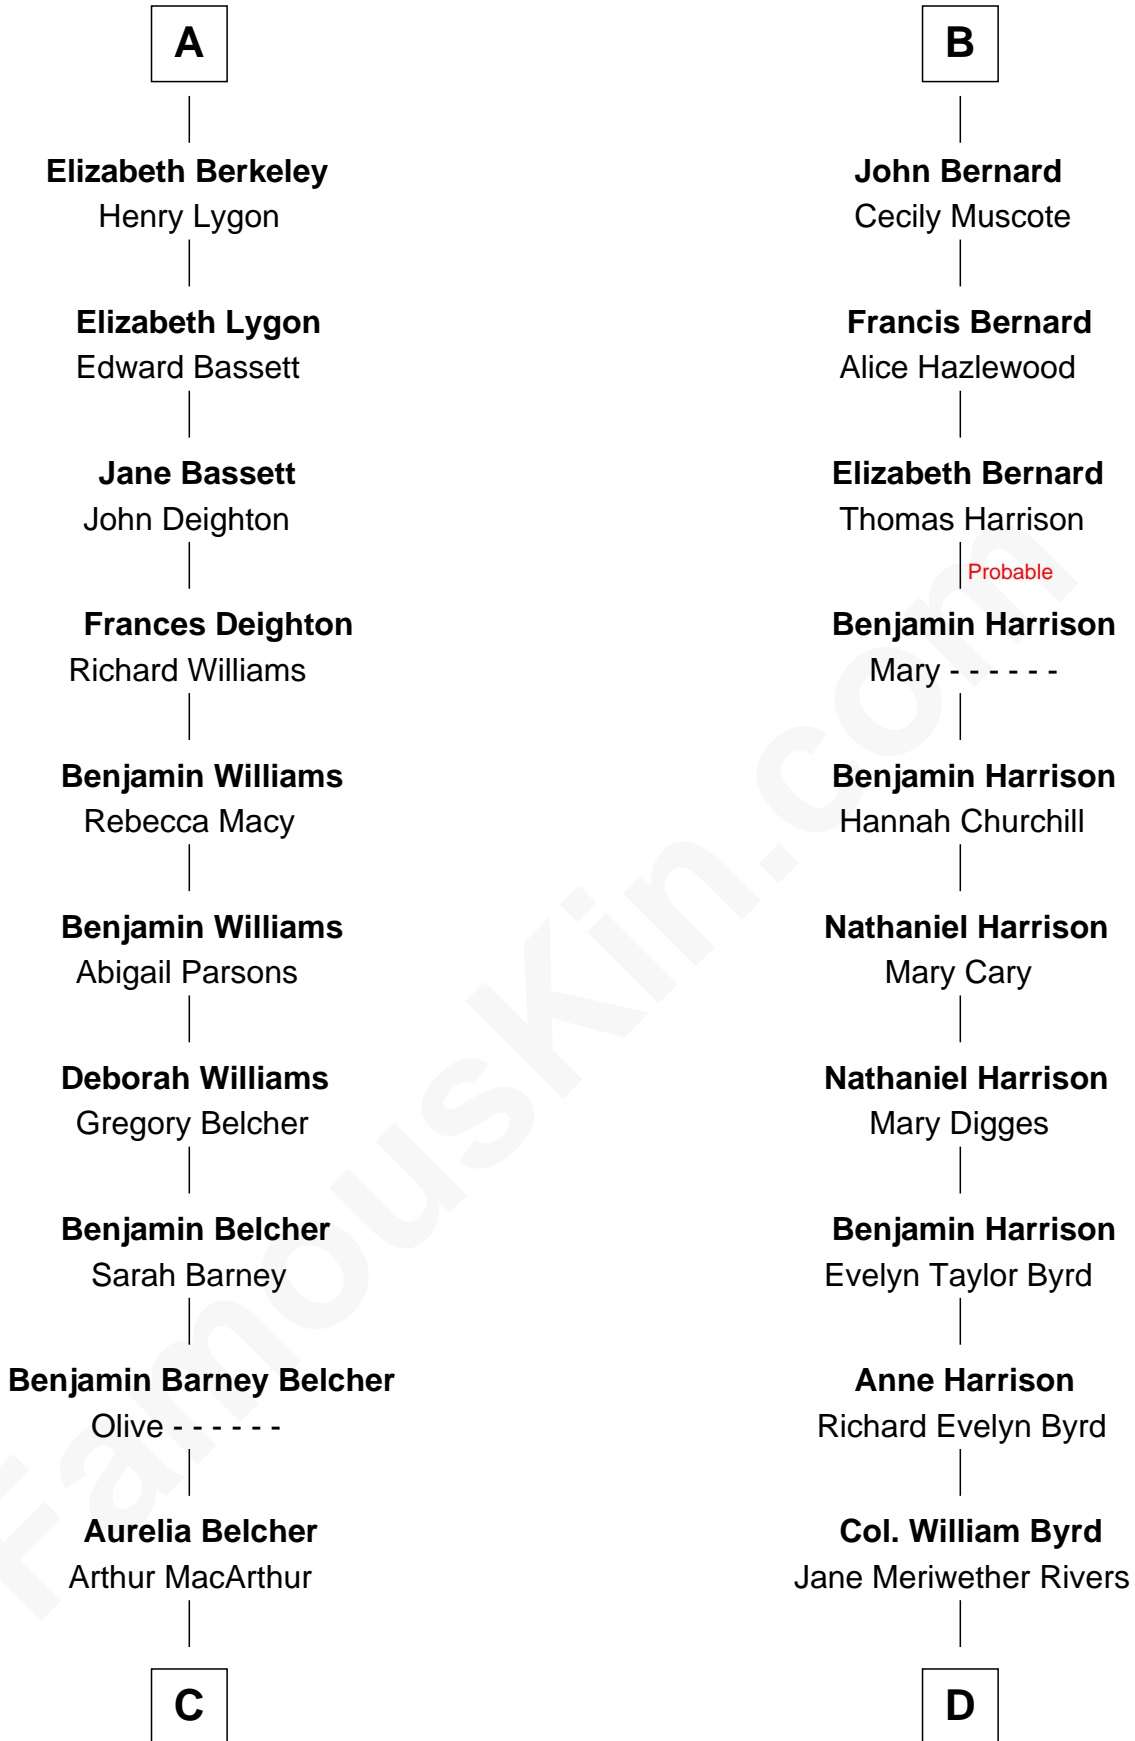 A
Elizabeth Berkeley
Henry Lygon
Elizabeth Lygon
Edward Bassett
Jane Bassett
John Deighton
Frances Deighton
Richard Williams
Benjamin Williams
Rebecca Macy
Benjamin Williams
Abigail Parsons
Deborah Williams
Gregory Belcher
Benjamin Belcher
Sarah Barney
Benjamin Barney Belcher
Olive - - - - - -
Aurelia Belcher
Arthur MacArthur
C
B
John Bernard
Cecily Muscote
Francis Bernard
Alice Hazlewood
Elizabeth Bernard
Thomas Harrison
Probable
Benjamin Harrison
Mary - - - - - -
Benjamin Harrison
Hannah Churchill
Nathaniel Harrison
Mary Cary
Nathaniel Harrison
Mary Digges
Benjamin Harrison
Evelyn Taylor Byrd
Anne Harrison
Richard Evelyn Byrd
Col. William Byrd
Jane Meriwether Rivers
D
FamousKin.com